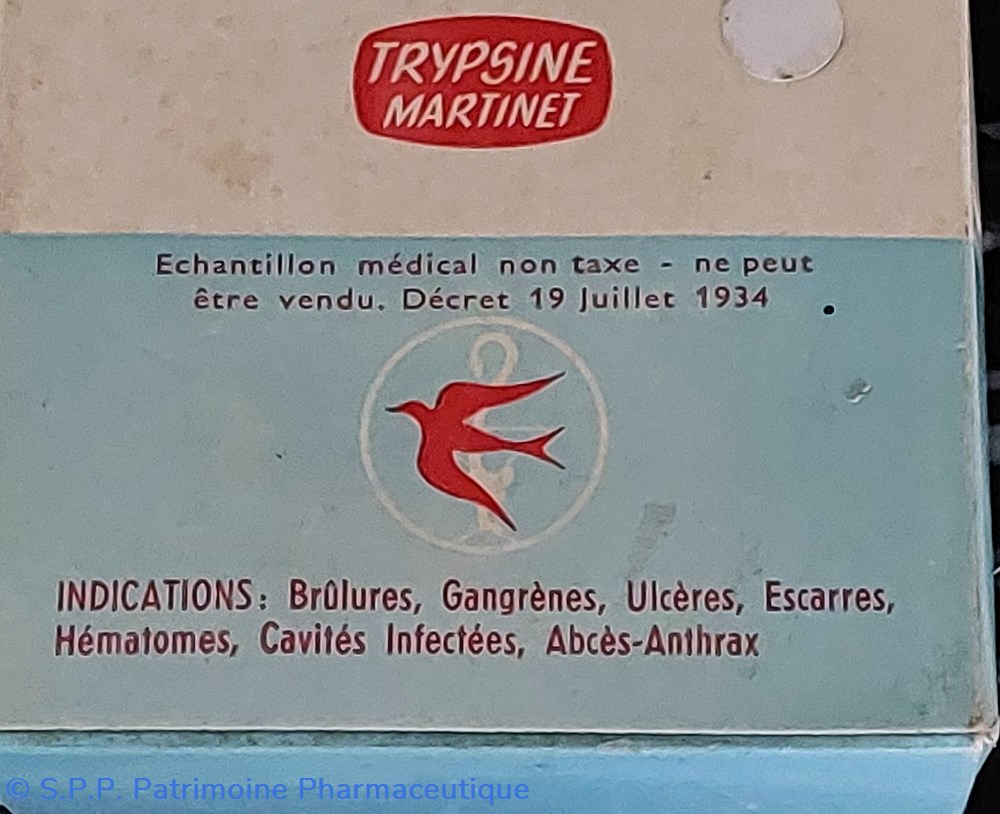 TRYPSINE
MARTINET
Echantillon médical non taxe - ne peut
être vendu. Décret 19 Juillet 1934
INDICATIONS: Brûlures, Gangrènes, Ulcères, Escarres,
Hématomes, Cavités Infectées, Abcès-Anthrax
© S.P.P. Patrimoine Pharmaceutique